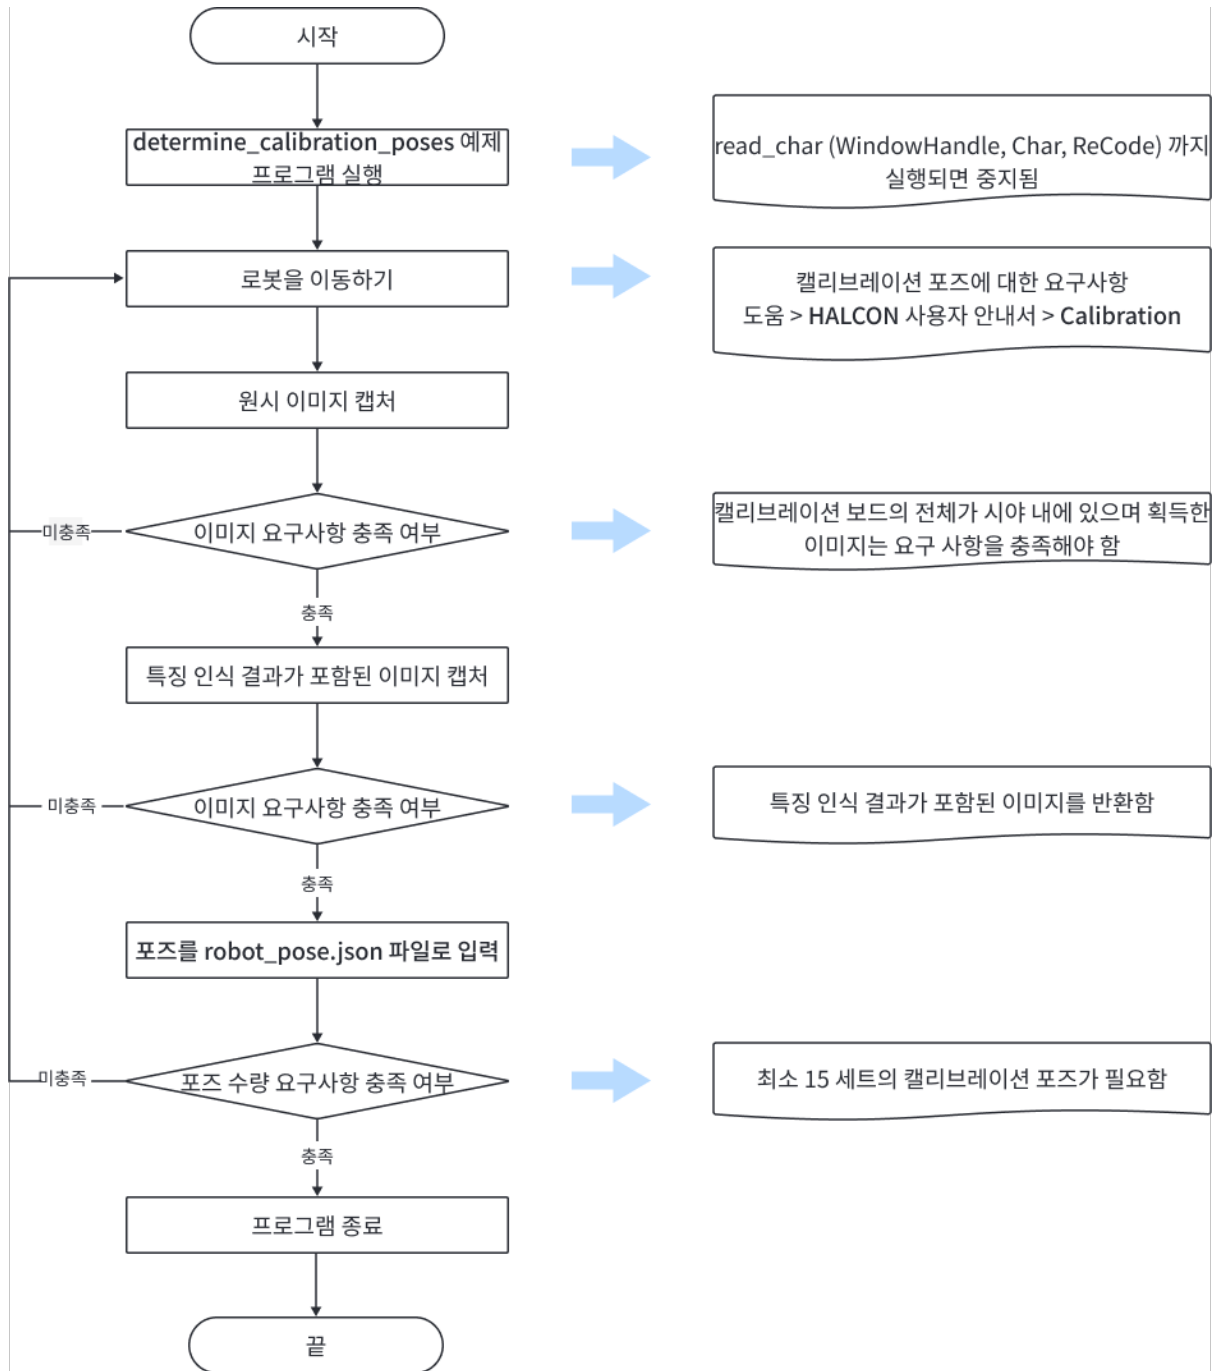 시작
determine_calibration_poses 예제
프로그램 실행
read_char (WindowHandle, Char, ReCode) 까지
실행되면 중지됨
로봇을 이동하기
캘리브레이션 포즈에 대한 요구사항
도움 > HALCON 사용자 안내서 > Calibration
원시 이미지 캡처
미충족
이미지 요구사항 충족 여부
캘리브레이션 보드의 전체가 시야 내에 있으며 획득한
이미지는 요구 사항을 충족해야 함
충족
특징 인식 결과가 포함된 이미지 캡처
미충족
이미지 요구사항 충족 여부
특징 인식 결과가 포함된 이미지를 반환함
충족
포즈를 robot_pose.json 파일로 입력
미충족
포즈 수량 요구사항 충족 여부
최소 15 세트의 캘리브레이션 포즈가 필요함
충족
프로그램 종료
끝